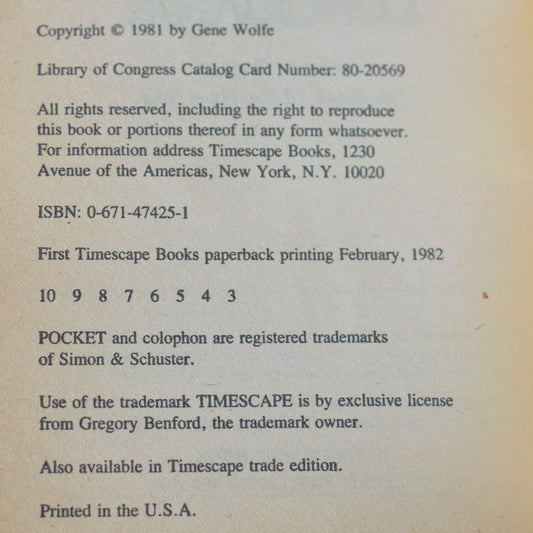 Copyright © 1981 by Gene Wolfe
Library of Congress Catalog Card Number: 80-20569
All rights reserved, including the right to reproduce
this book or portions thereof in any form whatsoever.
For information address Timescape Books, 1230
Avenue of the Americas, New York, N.Y. 10020
ISBN: 0-671-47425-1
First Timescape Books paperback printing February, 1982
10 9 8 7 6 5 4 3
POCKET and colophon are registered trademarks
of Simon & Schuster.
Use of the trademark TIMESCAPE is by exclusive license
from Gregory Benford, the trademark owner.
Also available in Timescape trade edition.
Printed in the U.S.A.